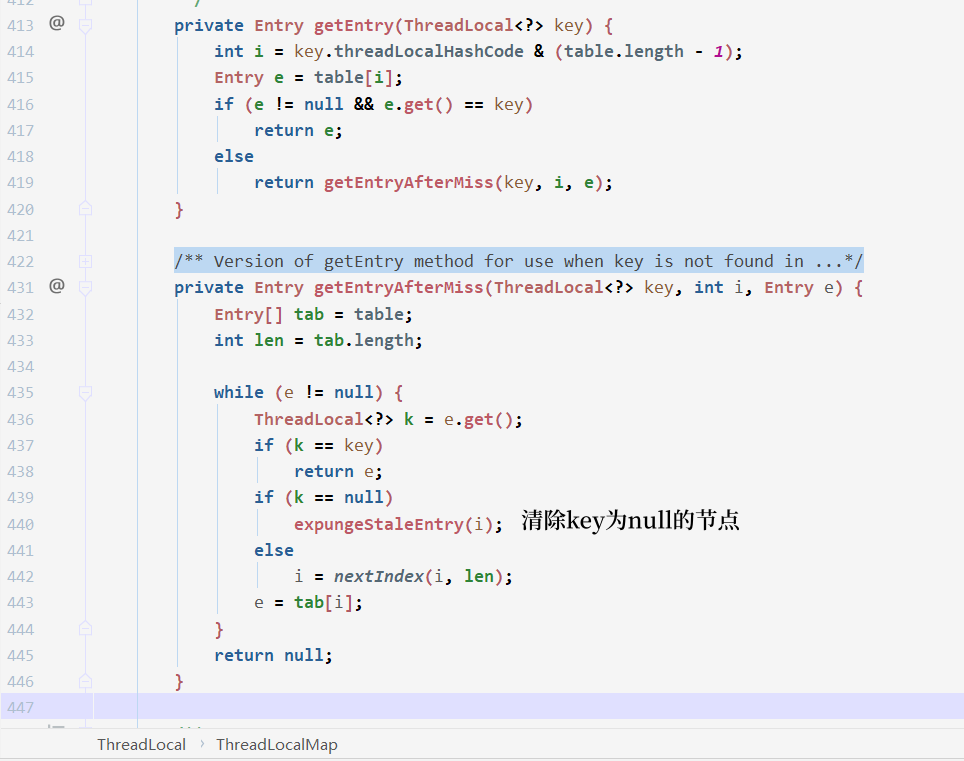 412 */
413 @ private Entry getEntry(ThreadLocal<?> key) {
414 int i = key.threadLocalHashCode & (table.length - 1);
415 Entry e = table[i];
416 if (e != null && e.get() == key)
417 return e;
418 else
419 return getEntryAfterMiss(key, i, e);
420 }
421
422 /** Version of getEntry method for use when key is not found in ...*/
431 @ private Entry getEntryAfterMiss(ThreadLocal<?> key, int i, Entry e) {
432 Entry[] tab = table;
433 int len = tab.length;
434
435 while (e != null) {
436 ThreadLocal<?> k = e.get();
437 if (k == key)
438 return e;
439 if (k == null)
440 expungeStaleEntry(i); 清除key为null的节点
441 else
442 i = nextIndex(i, len);
443 e = tab[i];
444 }
445 return null;
446 }
447
ThreadLocal › ThreadLocalMap